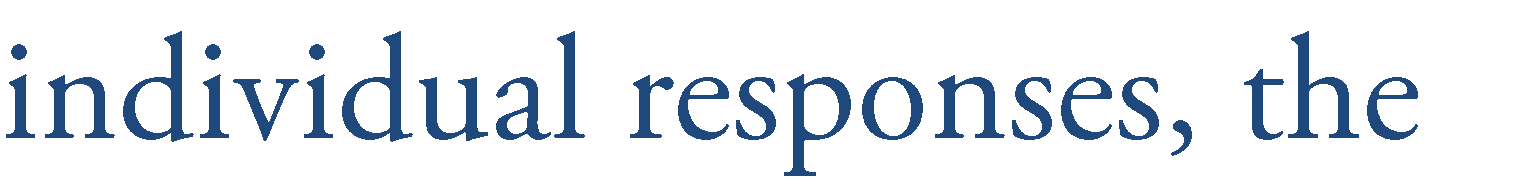 individual responses, the